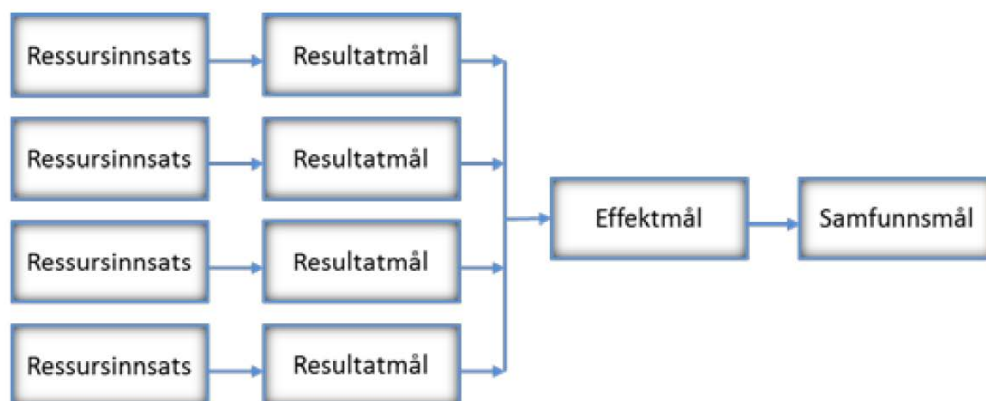 Ressursinnsats
Resultatmål
Ressursinnsats
Resultatmål
Ressursinnsats
Resultatmål
Ressursinnsats
Resultatmål
Effektmål
Samfunnsmål